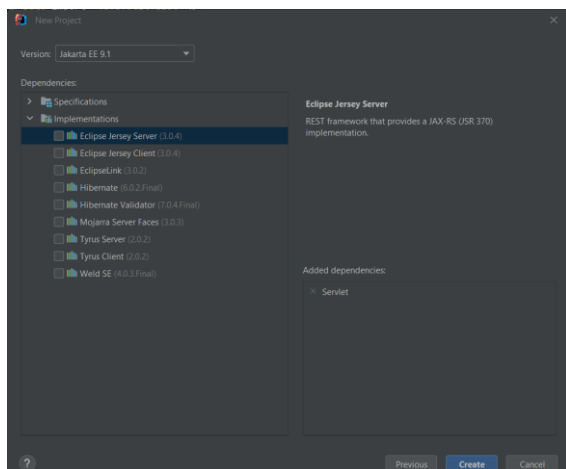 New Project
Version: Jakarta EE 9.1
Dependencies:
Specifications
Implementations
Eclipse Jersey Server (3.0.4)
Eclipse Jersey Client (3.0.4)
EclipseLink (3.0.2)
Hibernate (6.0.2.Final)
Hibernate Validator (7.0.4.Final)
Mojarra Server Faces (3.0.3)
Tyrus Server (2.0.2)
Tyrus Client (2.0.2)
Weld SE (4.0.3.Final)
Eclipse Jersey Server
REST framework that provides a JAX-RS (JSR 370)
implementation.
Added dependencies:
Servlet
?
Previous Create Cancel